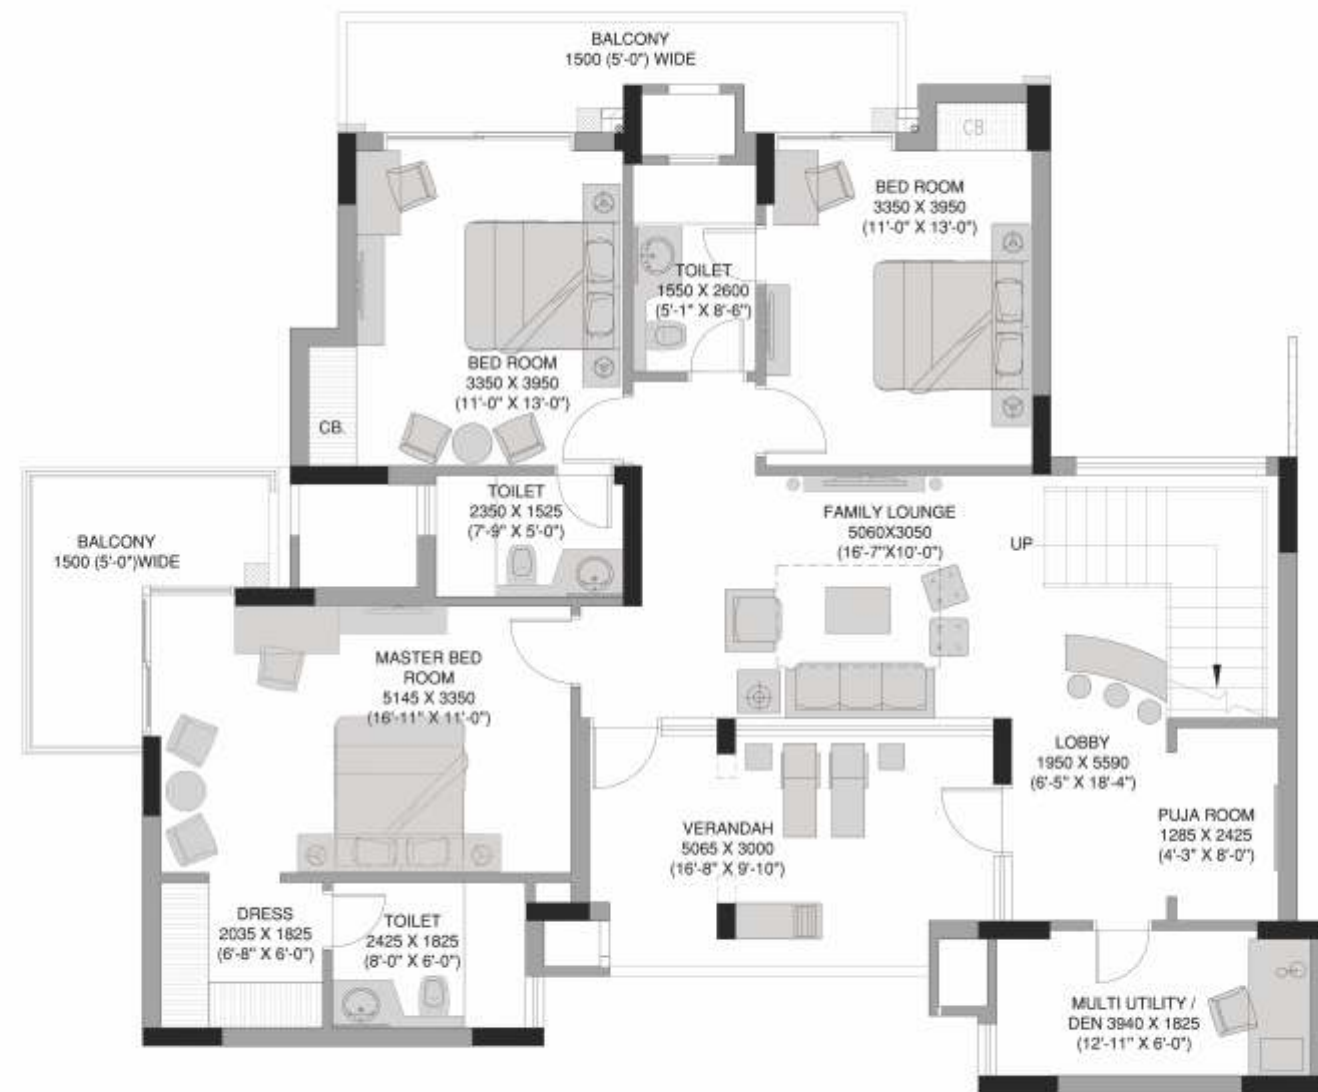 BALCONY
1500 (5'-0") WIDE
CB.
BED ROOM
3350 X 3950
(11'-0" X 13'-0")
TOILET
1550 X 2600
(5'-1" X 8'-6")
BED ROOM
3350 X 3950
(11'-0" X 13'-0")
CB.
TOILET
2350 X 1525
(7'-9" X 5'-0")
FAMILY LOUNGE
5060X3050
(16'-7"X10'-0")
UP
BALCONY
1500 (5'-0")WIDE
MASTER BED
ROOM
5145 X 3350
(16'-11" X 11'-0")
LOBBY
1950 X 5590
(6'-5" X 18'-4")
PUJA ROOM
1285 X 2425
(4'-3" X 8'-0")
VERANDAH
5065 X 3000
(16'-8" X 9'-10")
DRESS
2035 X 1825
(6'-8" X 6'-0")
TOILET
2425 X 1825
(8'-0" X 6'-0")
MULTI UTILITY /
DEN 3940 X 1825
(12'-11" X 6'-0")